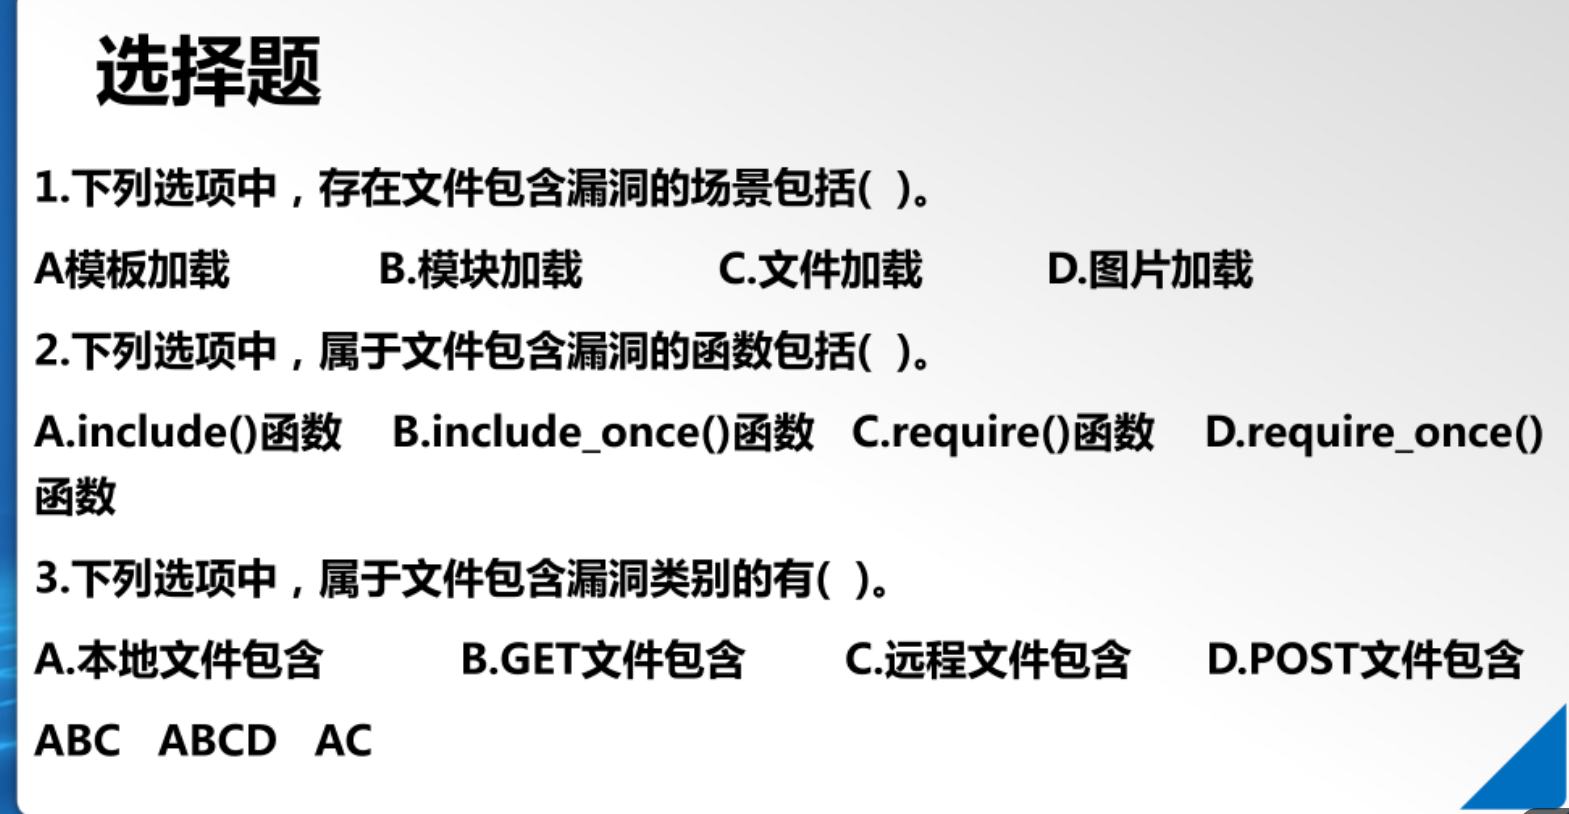 选择题
1.下列选项中，存在文件包含漏洞的场景包括( )。
A模板加载 B.模块加载 C.文件加载 D.图片加载
2.下列选项中，属于文件包含漏洞的函数包括( )。
A.include()函数 B.include_once()函数 C.require()函数 D.require_once()
函数
3.下列选项中，属于文件包含漏洞类别的有( )。
A.本地文件包含 B.GET文件包含 C.远程文件包含 D.POST文件包含
ABC ABCD AC